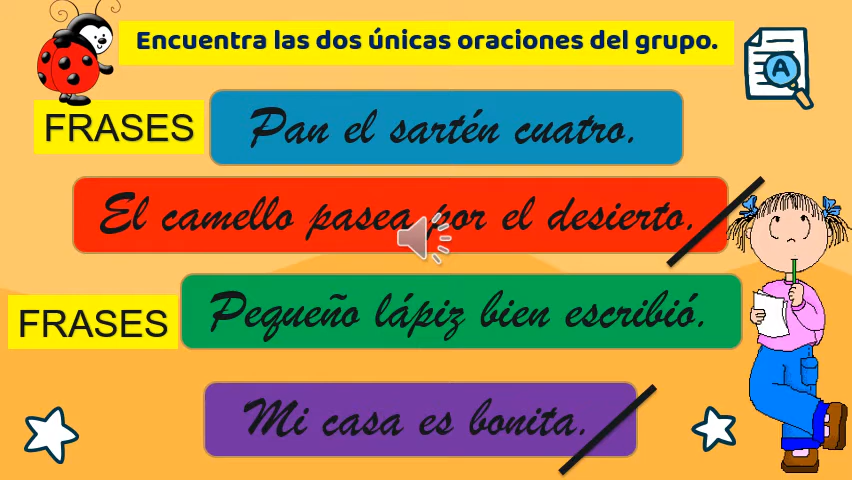 Encuentra las dos únicas oraciones del grupo.
A
FRASES
Pan el sartén cuatro.
El camello pasea por el desierto.
FRASES
Pequeño lápiz bien escribió.
Mi casa es bonita.